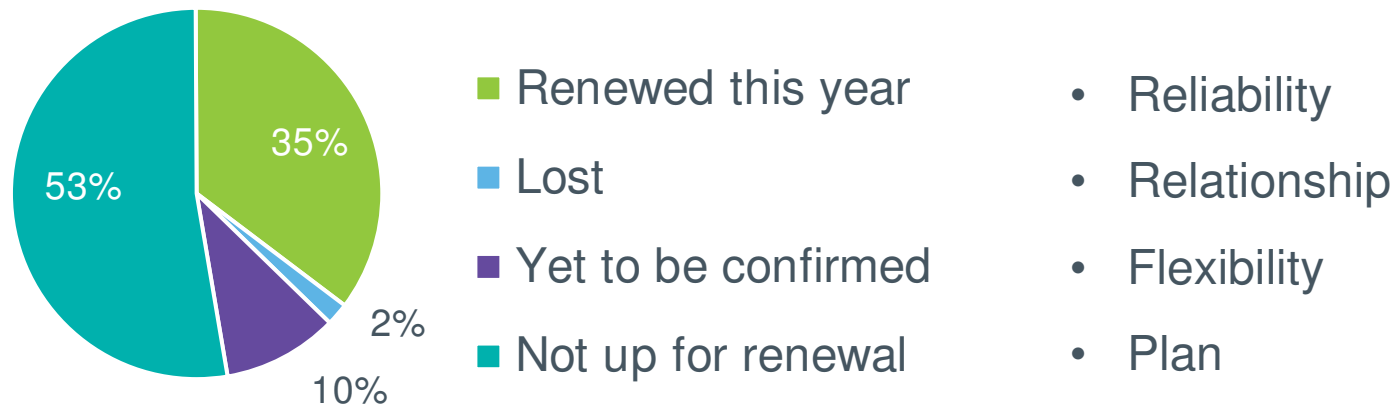 35%
53%
2%
10%
Renewed this year
Lost
Yet to be confirmed
Not up for renewal
• Reliability
• Relationship
• Flexibility
• Plan